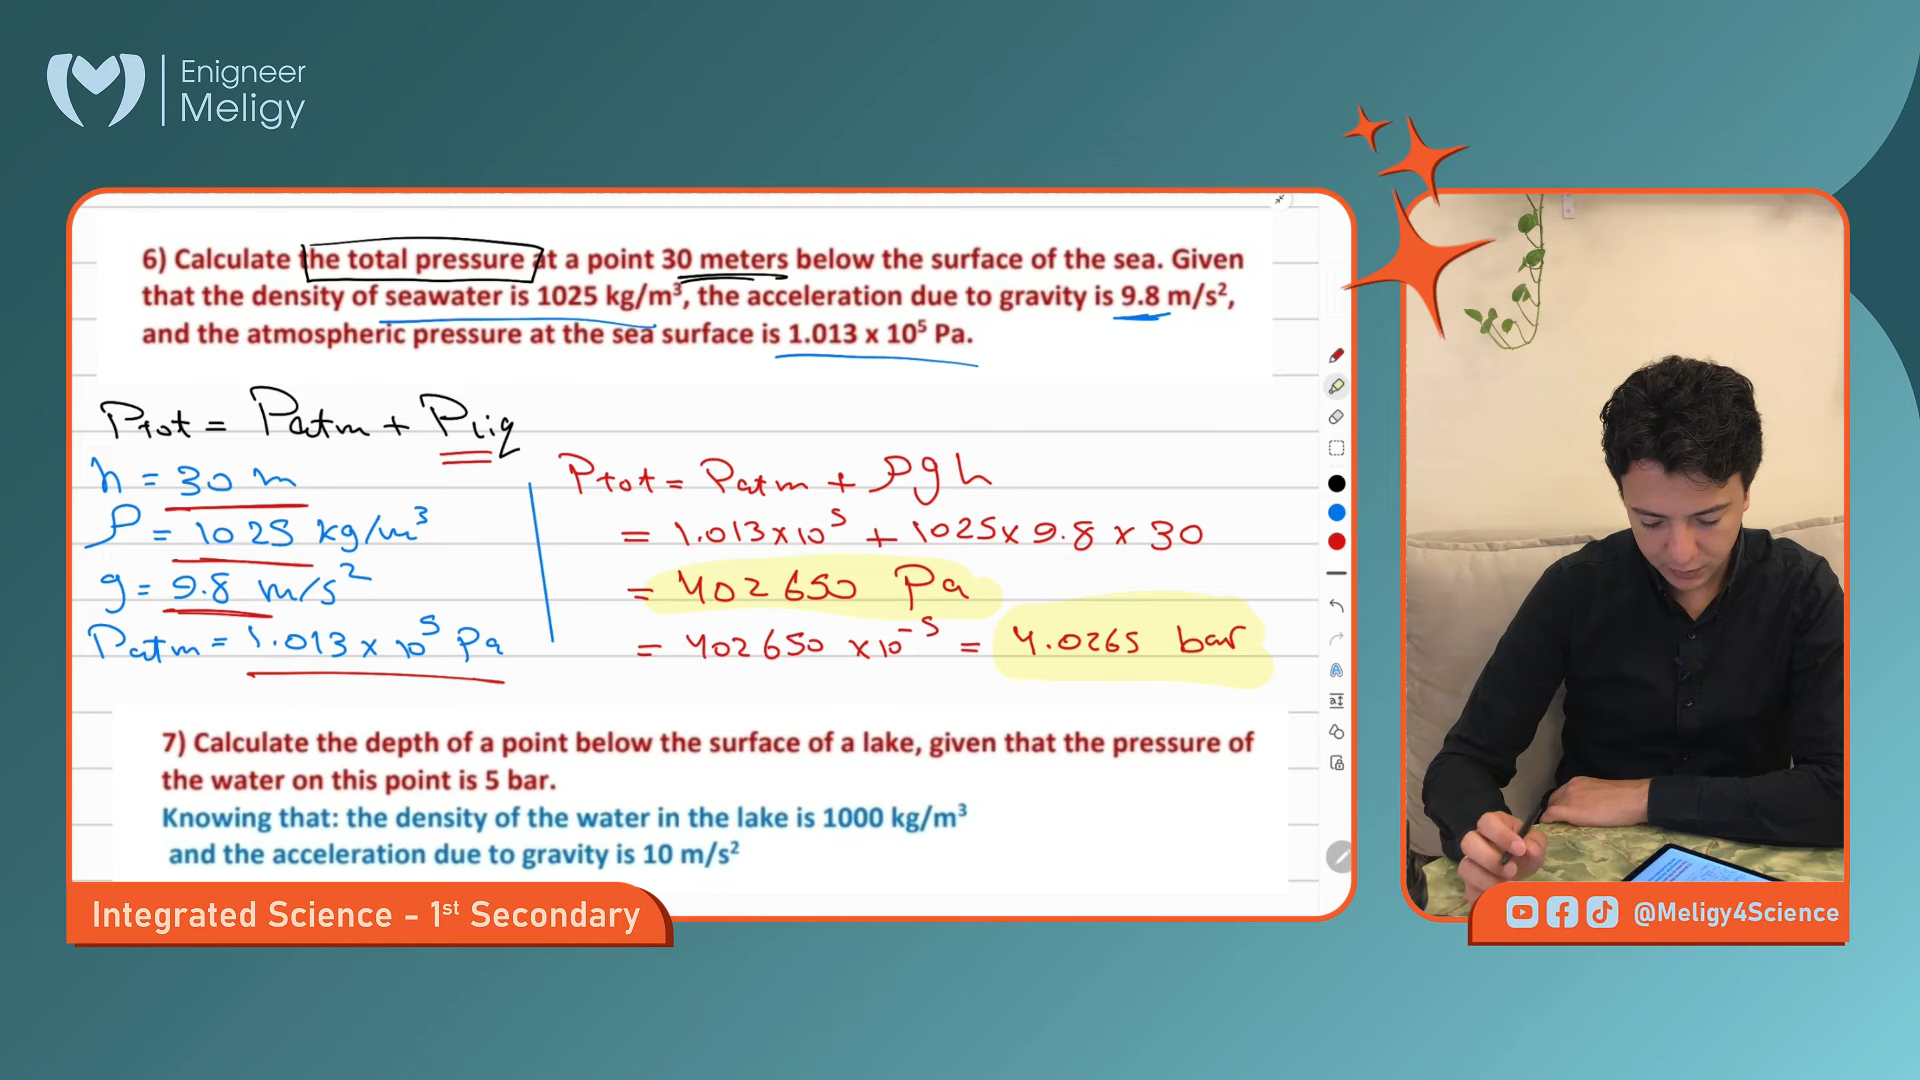 Enigneer
Meligy
6) Calculate the total pressure at a point 30 meters below the surface of the sea. Given
that the density of seawater is 1025 kg/m³, the acceleration due to gravity is 9.8 m/s²,
and the atmospheric pressure at the sea surface is 1.013 x 10⁵ Pa.
Ptot = Patm + Pliq
h = 30 m
ρ = 1025 kg/m³
g = 9.8 m/s²
Patm = 1.013 x 10⁵ Pa
Ptot = Patm + ρgh
= 1.013x10⁵ + 1025x 9.8 x 30
= 402650 Pa
= 402650 x10⁻⁵ = 4.0265 bar
7) Calculate the depth of a point below the surface of a lake, given that the pressure of
the water on this point is 5 bar.
Knowing that: the density of the water in the lake is 1000 kg/m³
and the acceleration due to gravity is 10 m/s²
Integrated Science - 1st Secondary
@Meligy4Science